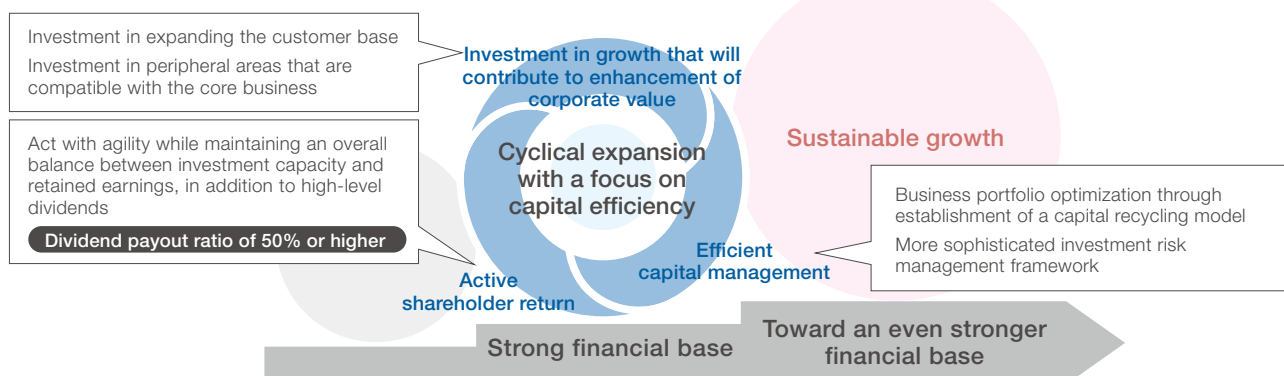 Investment in expanding the customer base
Investment in peripheral areas that are
compatible with the core business
Investment in growth that will
contribute to enhancement of
corporate value
Act with agility while maintaining an overall
balance between investment capacity and
retained earnings, in addition to high-level
dividends
Dividend payout ratio of 50% or higher
Cyclical expansion
with a focus on
capital efficiency
Sustainable growth
Business portfolio optimization through
establishment of a capital recycling model
More sophisticated investment risk
management framework
Efficient
capital management
Active
shareholder return
Strong financial base
Toward an even stronger
financial base